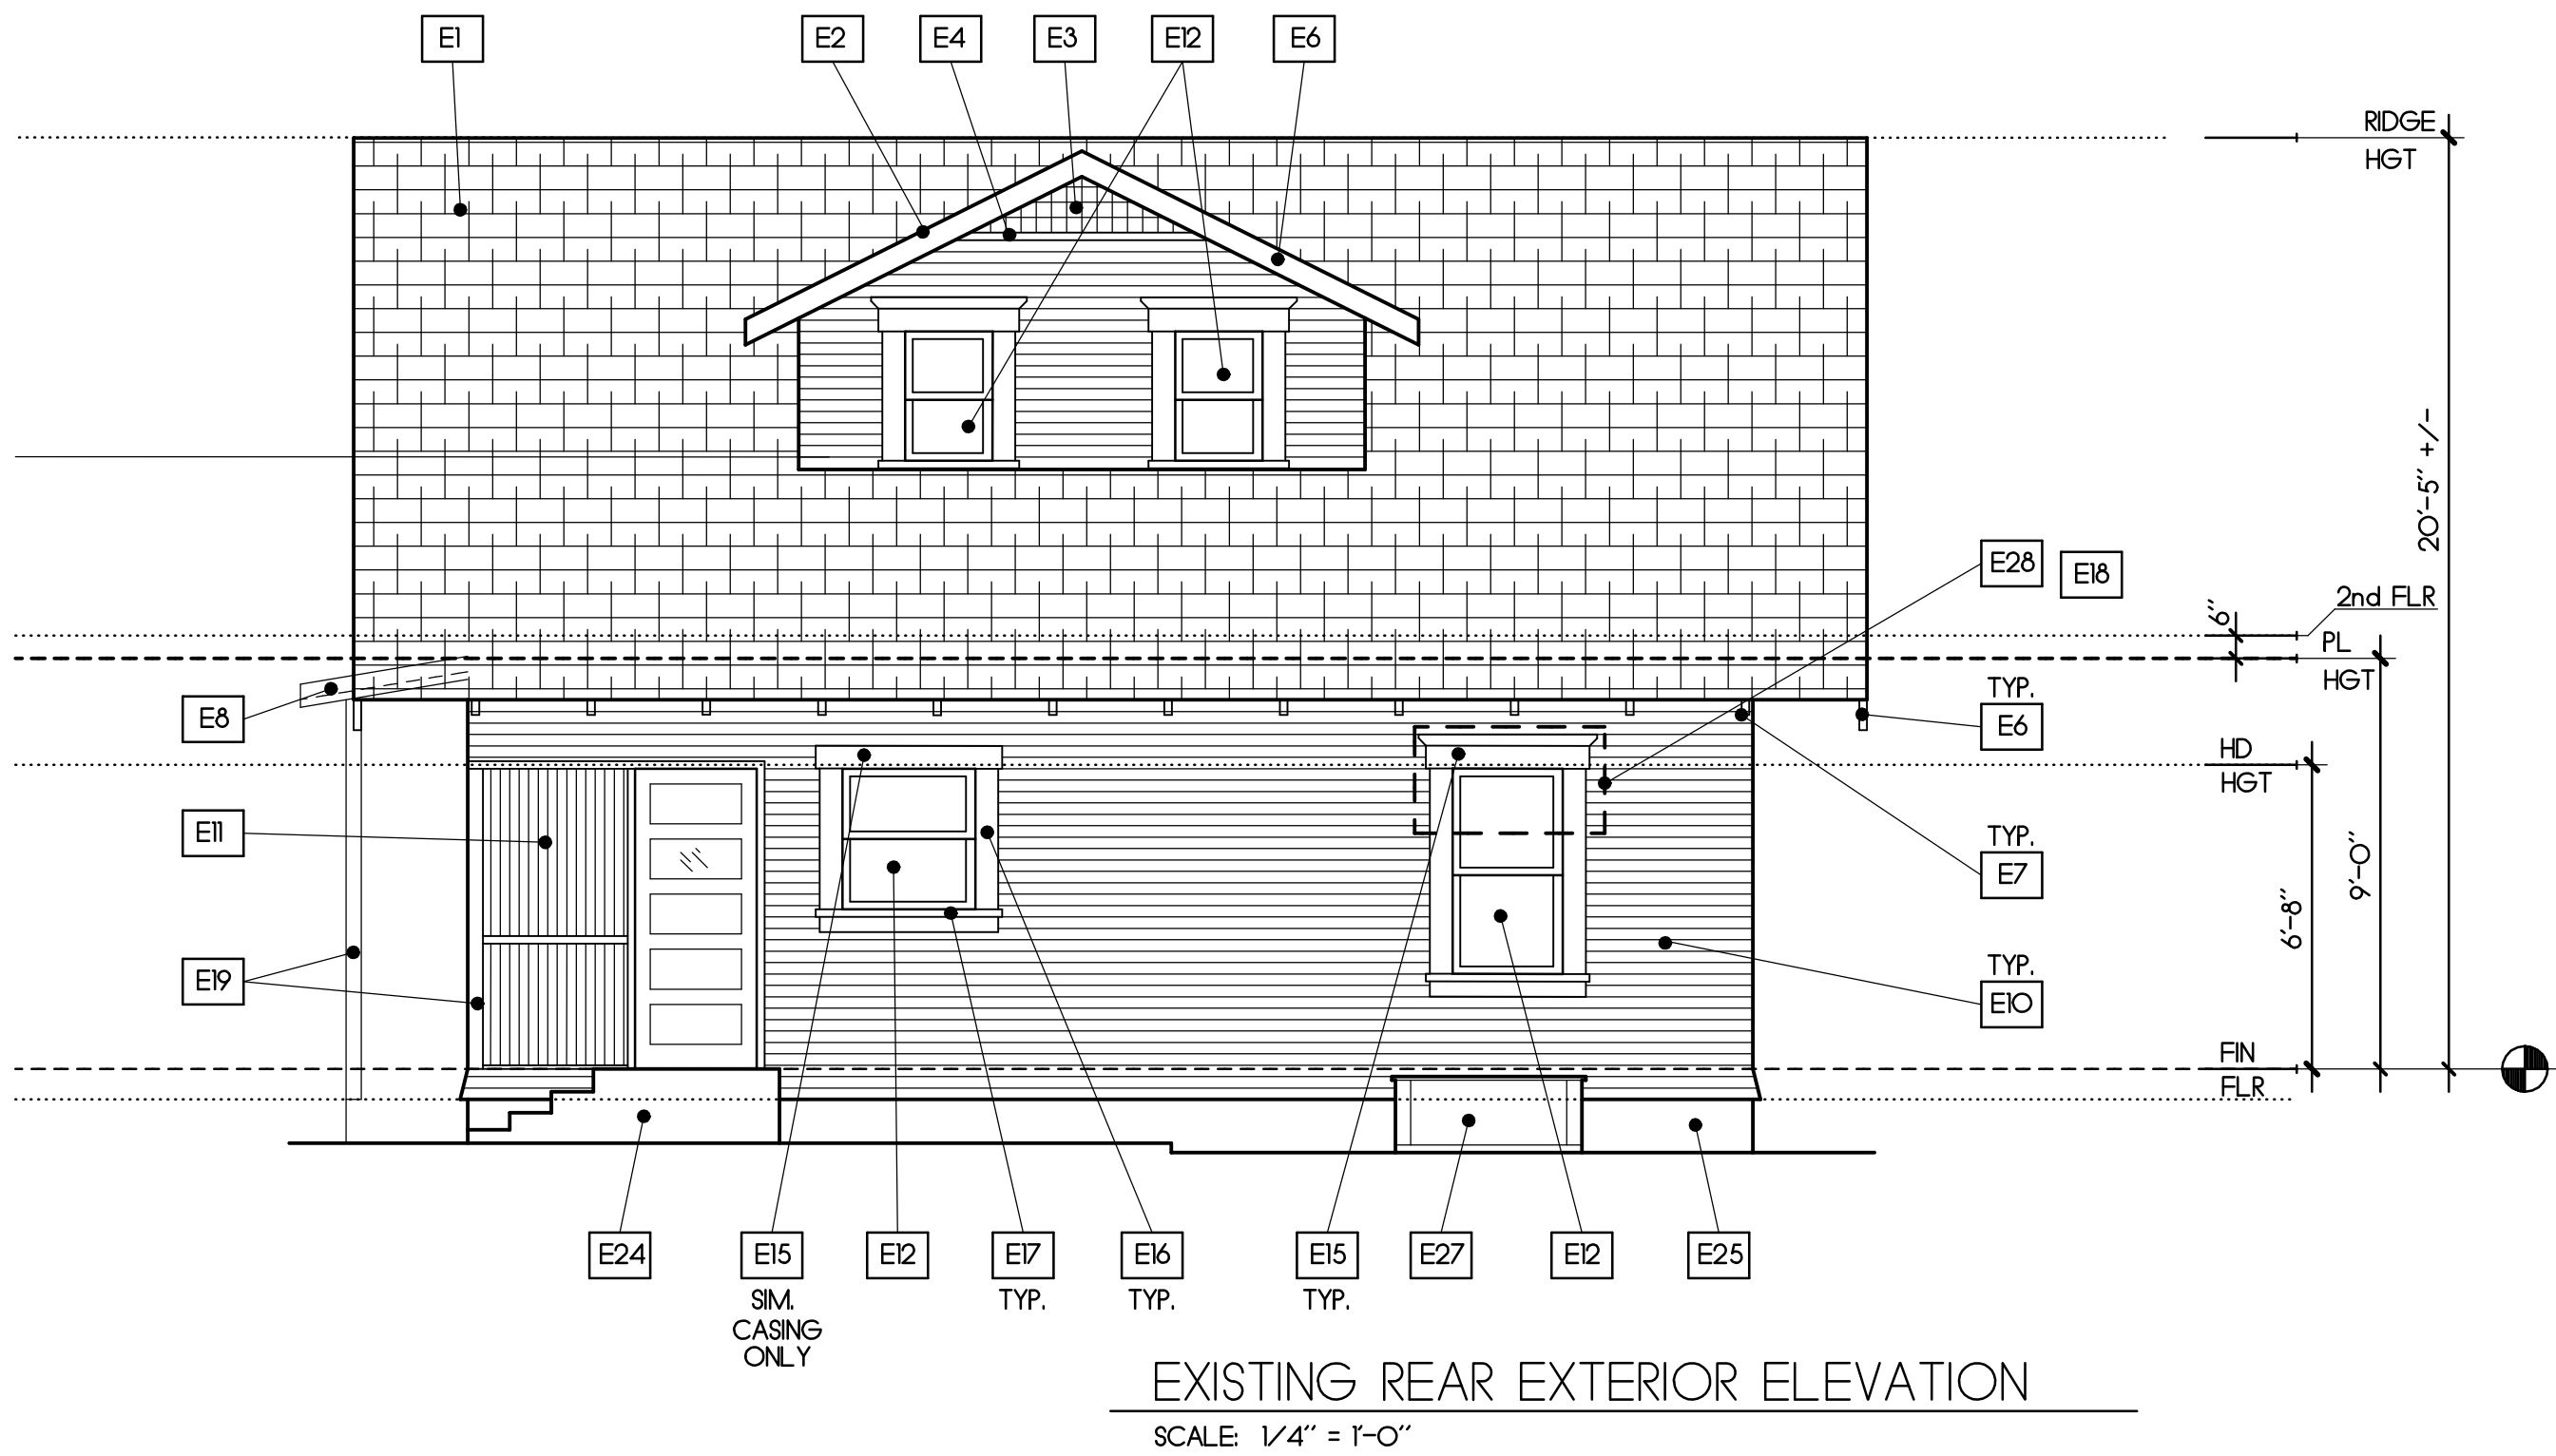 E1
E2
E4
E3
E12
E6
RIDGE
HGT
20'-5" +/-
E28
E18
6"
2nd FLR
PL
HGT
TYP.
E6
E8
HD
HGT
E11
TYP.
E7
9'-0"
6'-8"
E19
TYP.
E10
FIN
FLR
E24
E15
SIM.
CASING
ONLY
E12
E17
TYP.
E16
TYP.
E15
TYP.
E27
E12
E25
EXISTING REAR EXTERIOR ELEVATION
SCALE: 1/4" = 1'-0"